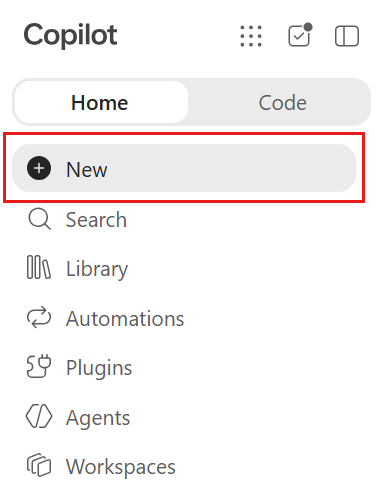 Copilot
Home Code
New
Search
Library
Automations
Plugins
Agents
Workspaces